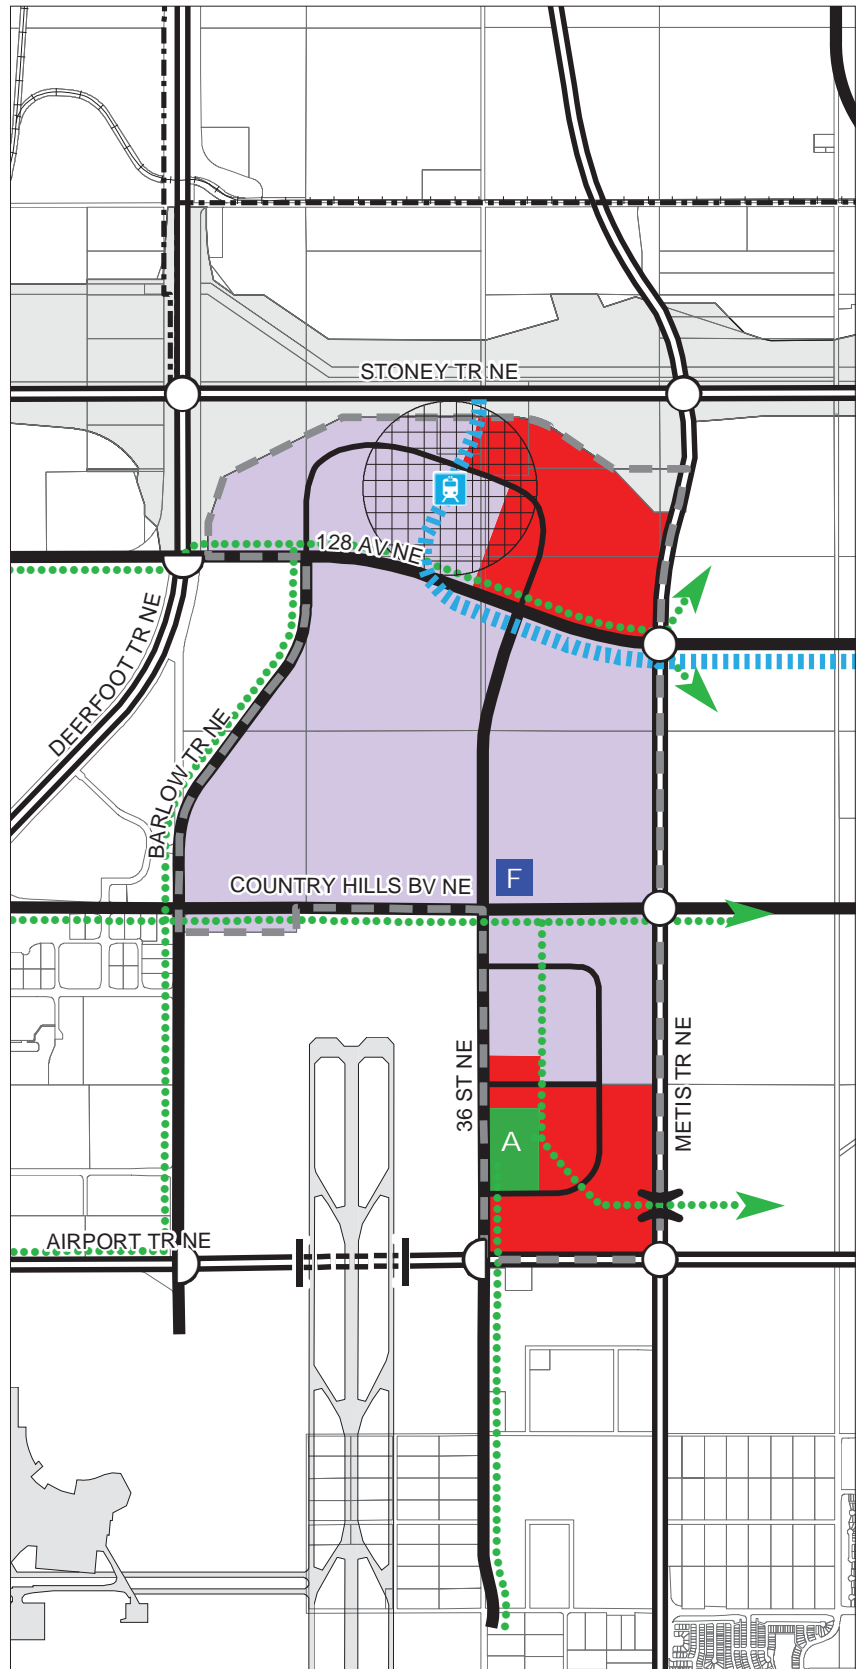 STONEY TR NE
128 AV NE
DEERFOOT TR NE
BARLOW TR NE
F
COUNTRY HILLS BV NE
36 ST NE
METIS TR NE
A
AIRPORT TR NE